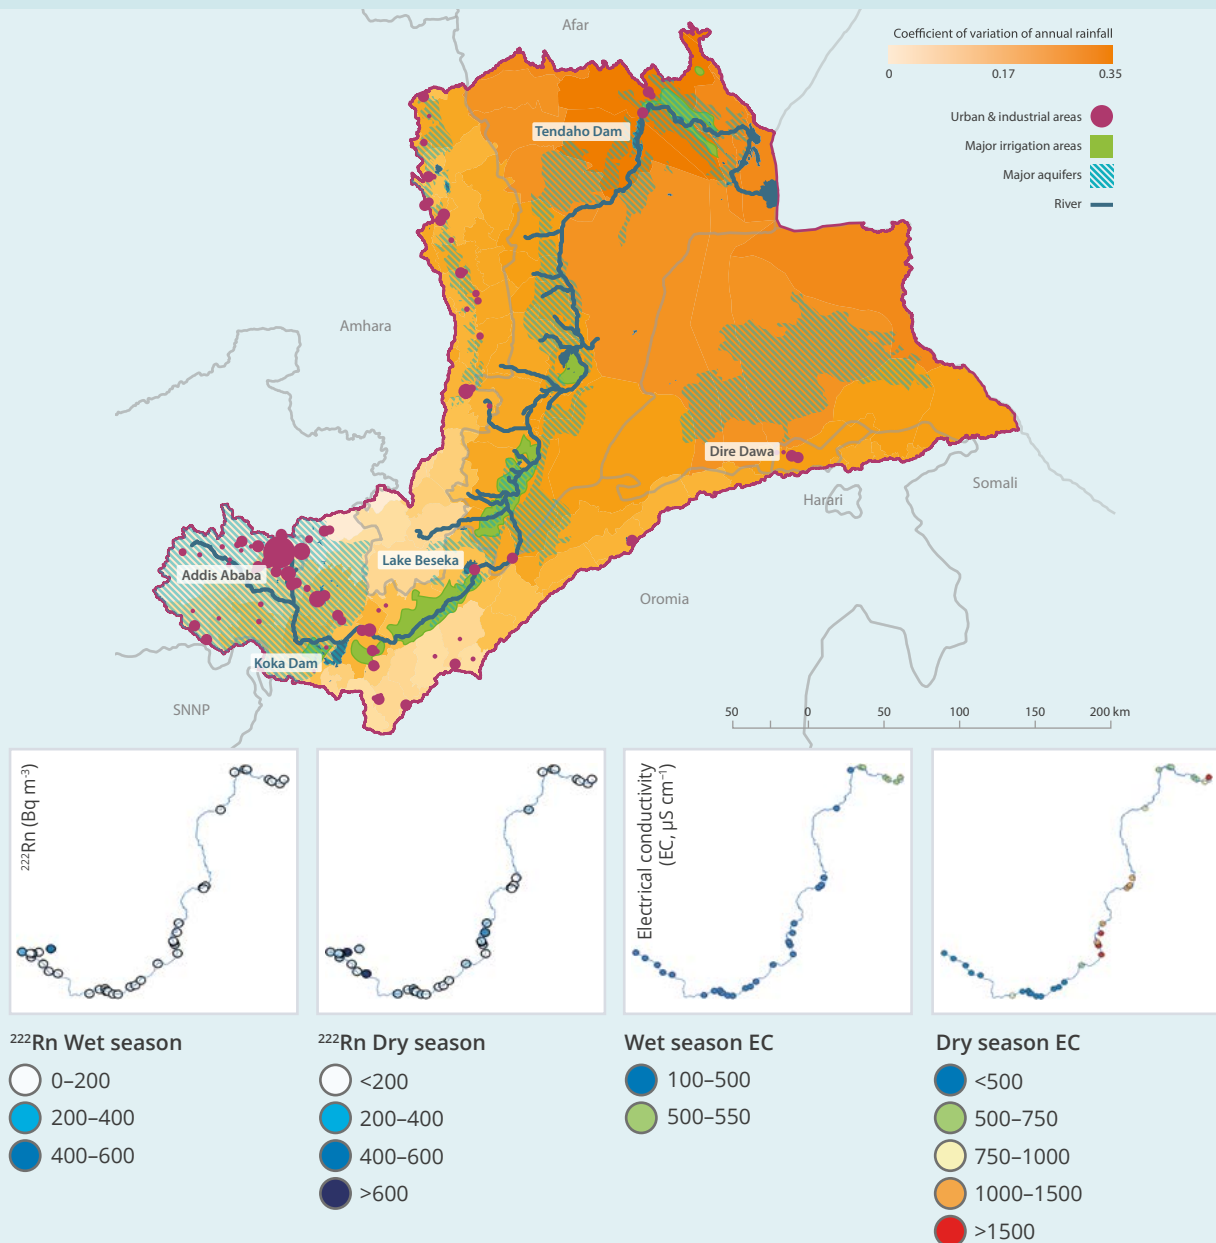 Afar
Coefficient of variation of annual rainfall
0 0.17 0.35
Urban & industrial areas
Major irrigation areas
Major aquifers
River
Tendaho Dam
Amhara
Dire Dawa
Harari
Somali
Lake Beseka
Addis Ababa
Oromia
Koka Dam
SNNP
50 0 50 100 150 200 km
²²²Rn (Bq m⁻³)
Electrical conductivity
(EC, µS cm⁻¹)
²²²Rn Wet season
0–200
200–400
400–600
²²²Rn Dry season
<200
200–400
400–600
>600
Wet season EC
100–500
500–550
Dry season EC
<500
500–750
750–1000
1000–1500
>1500